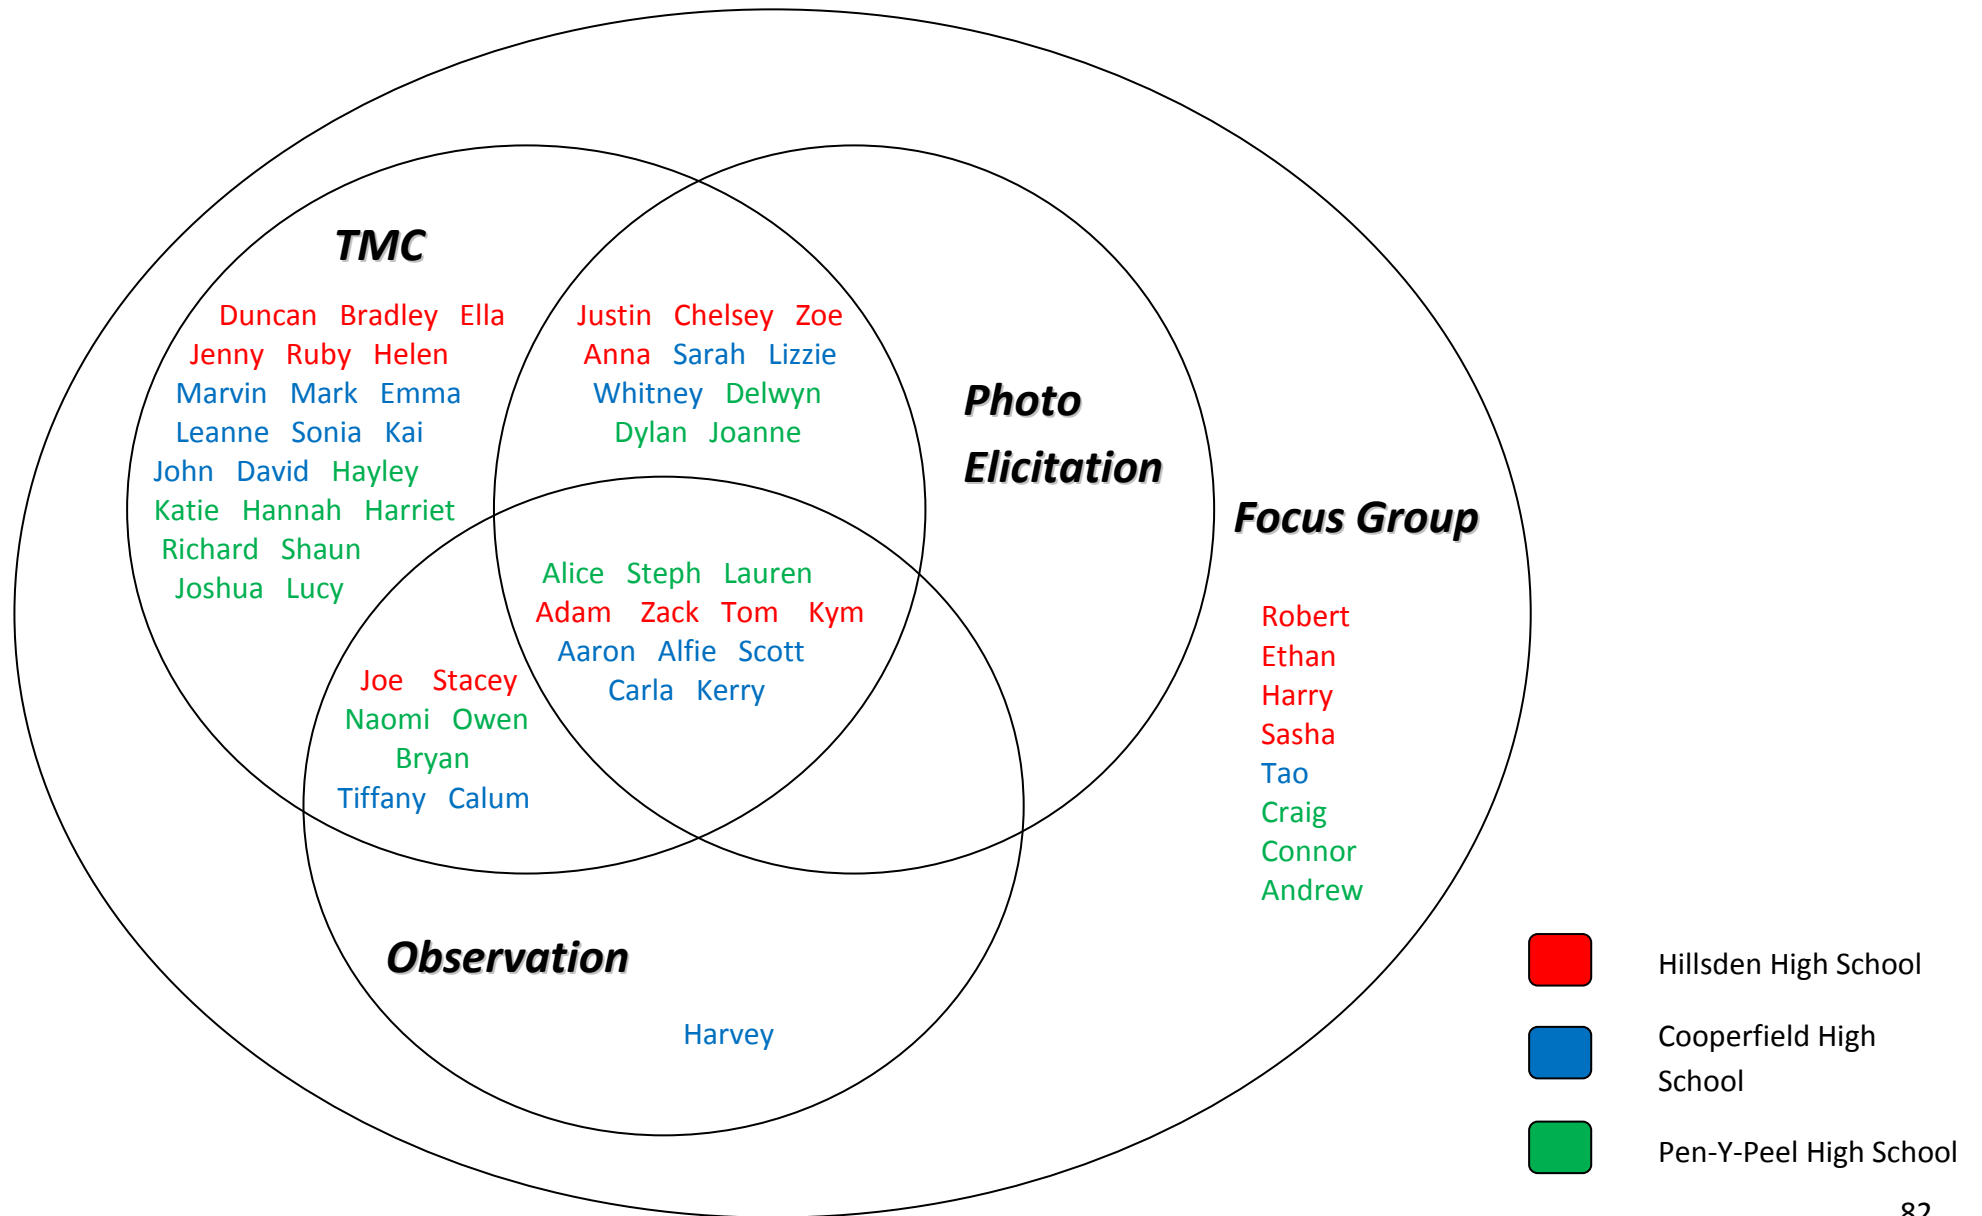 TMC
Duncan Bradley Ella
Jenny Ruby Helen
Marvin Mark Emma
Leanne Sonia Kai
John David Hayley
Katie Hannah Harriet
Richard Shaun
Joshua Lucy
Justin Chelsey Zoe
Anna Sarah Lizzie
Whitney Delwyn
Dylan Joanne
Photo
Elicitation
Focus Group
Alice Steph Lauren
Adam Zack Tom Kym
Aaron Alfie Scott
Carla Kerry
Joe Stacey
Naomi Owen
Bryan
Tiffany Calum
Robert
Ethan
Harry
Sasha
Tao
Craig
Connor
Andrew
Observation
Harvey
Hillsden High School
Cooperfield High
School
Pen-Y-Peel High School
82